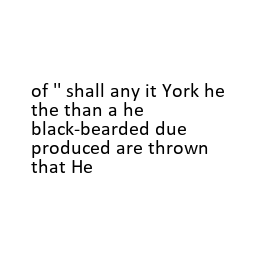 of " shall any it York he
the than a he
black-bearded due
produced are thrown
that He